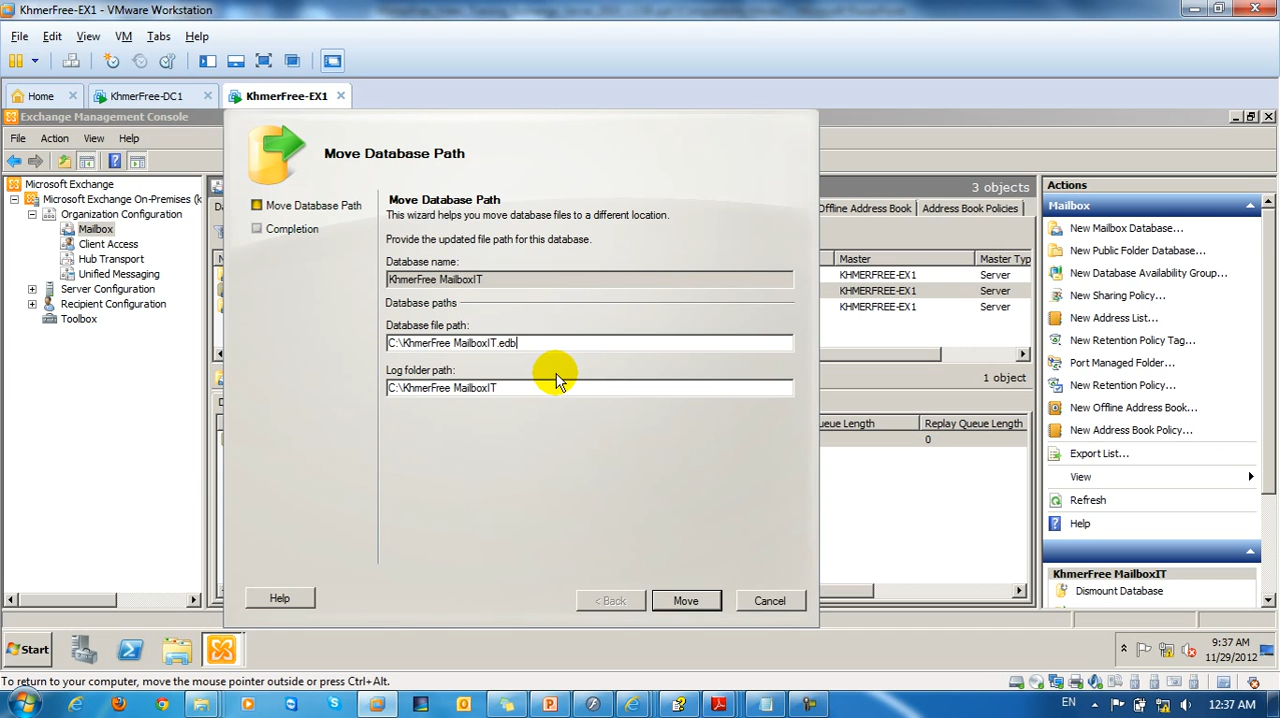 KhmerFree-EX1 - VMware Workstation
File Edit View VM Tabs Help
Home KhmerFree-DC1 KhmerFree-EX1
Exchange Management Console
File Action View Help
Microsoft Exchange
Microsoft Exchange On-Premises (k
Organization Configuration
Mailbox
Client Access
Hub Transport
Unified Messaging
Server Configuration
Recipient Configuration
Toolbox
Move Database Path
Move Database Path
Completion
Move Database Path
This wizard helps you move database files to a different location.
Provide the updated file path for this database.
Database name:
KhmerFree MailboxIT
Database paths
Database file path:
C:\KhmerFree MailboxIT.edb
Log folder path:
C:\KhmerFree MailboxIT
Help < Back Move Cancel
3 objects
Offline Address Book Address Book Policies
Master Master Typ
KHMERFREE-EX1 Server
KHMERFREE-EX1 Server
KHMERFREE-EX1 Server
1 object
ueue Length Replay Queue Length
0
Actions
Mailbox
New Mailbox Database...
New Public Folder Database...
New Database Availability Group...
New Sharing Policy...
New Address List...
New Retention Policy Tag...
Port Managed Folder...
New Retention Policy...
New Offline Address Book...
New Address Book Policy...
Export List...
View
Refresh
Help
KhmerFree MailboxIT
Dismount Database
Start
9:37 AM
11/29/2012
To return to your computer, move the mouse pointer outside or press Ctrl+Alt.
EN 12:37 AM